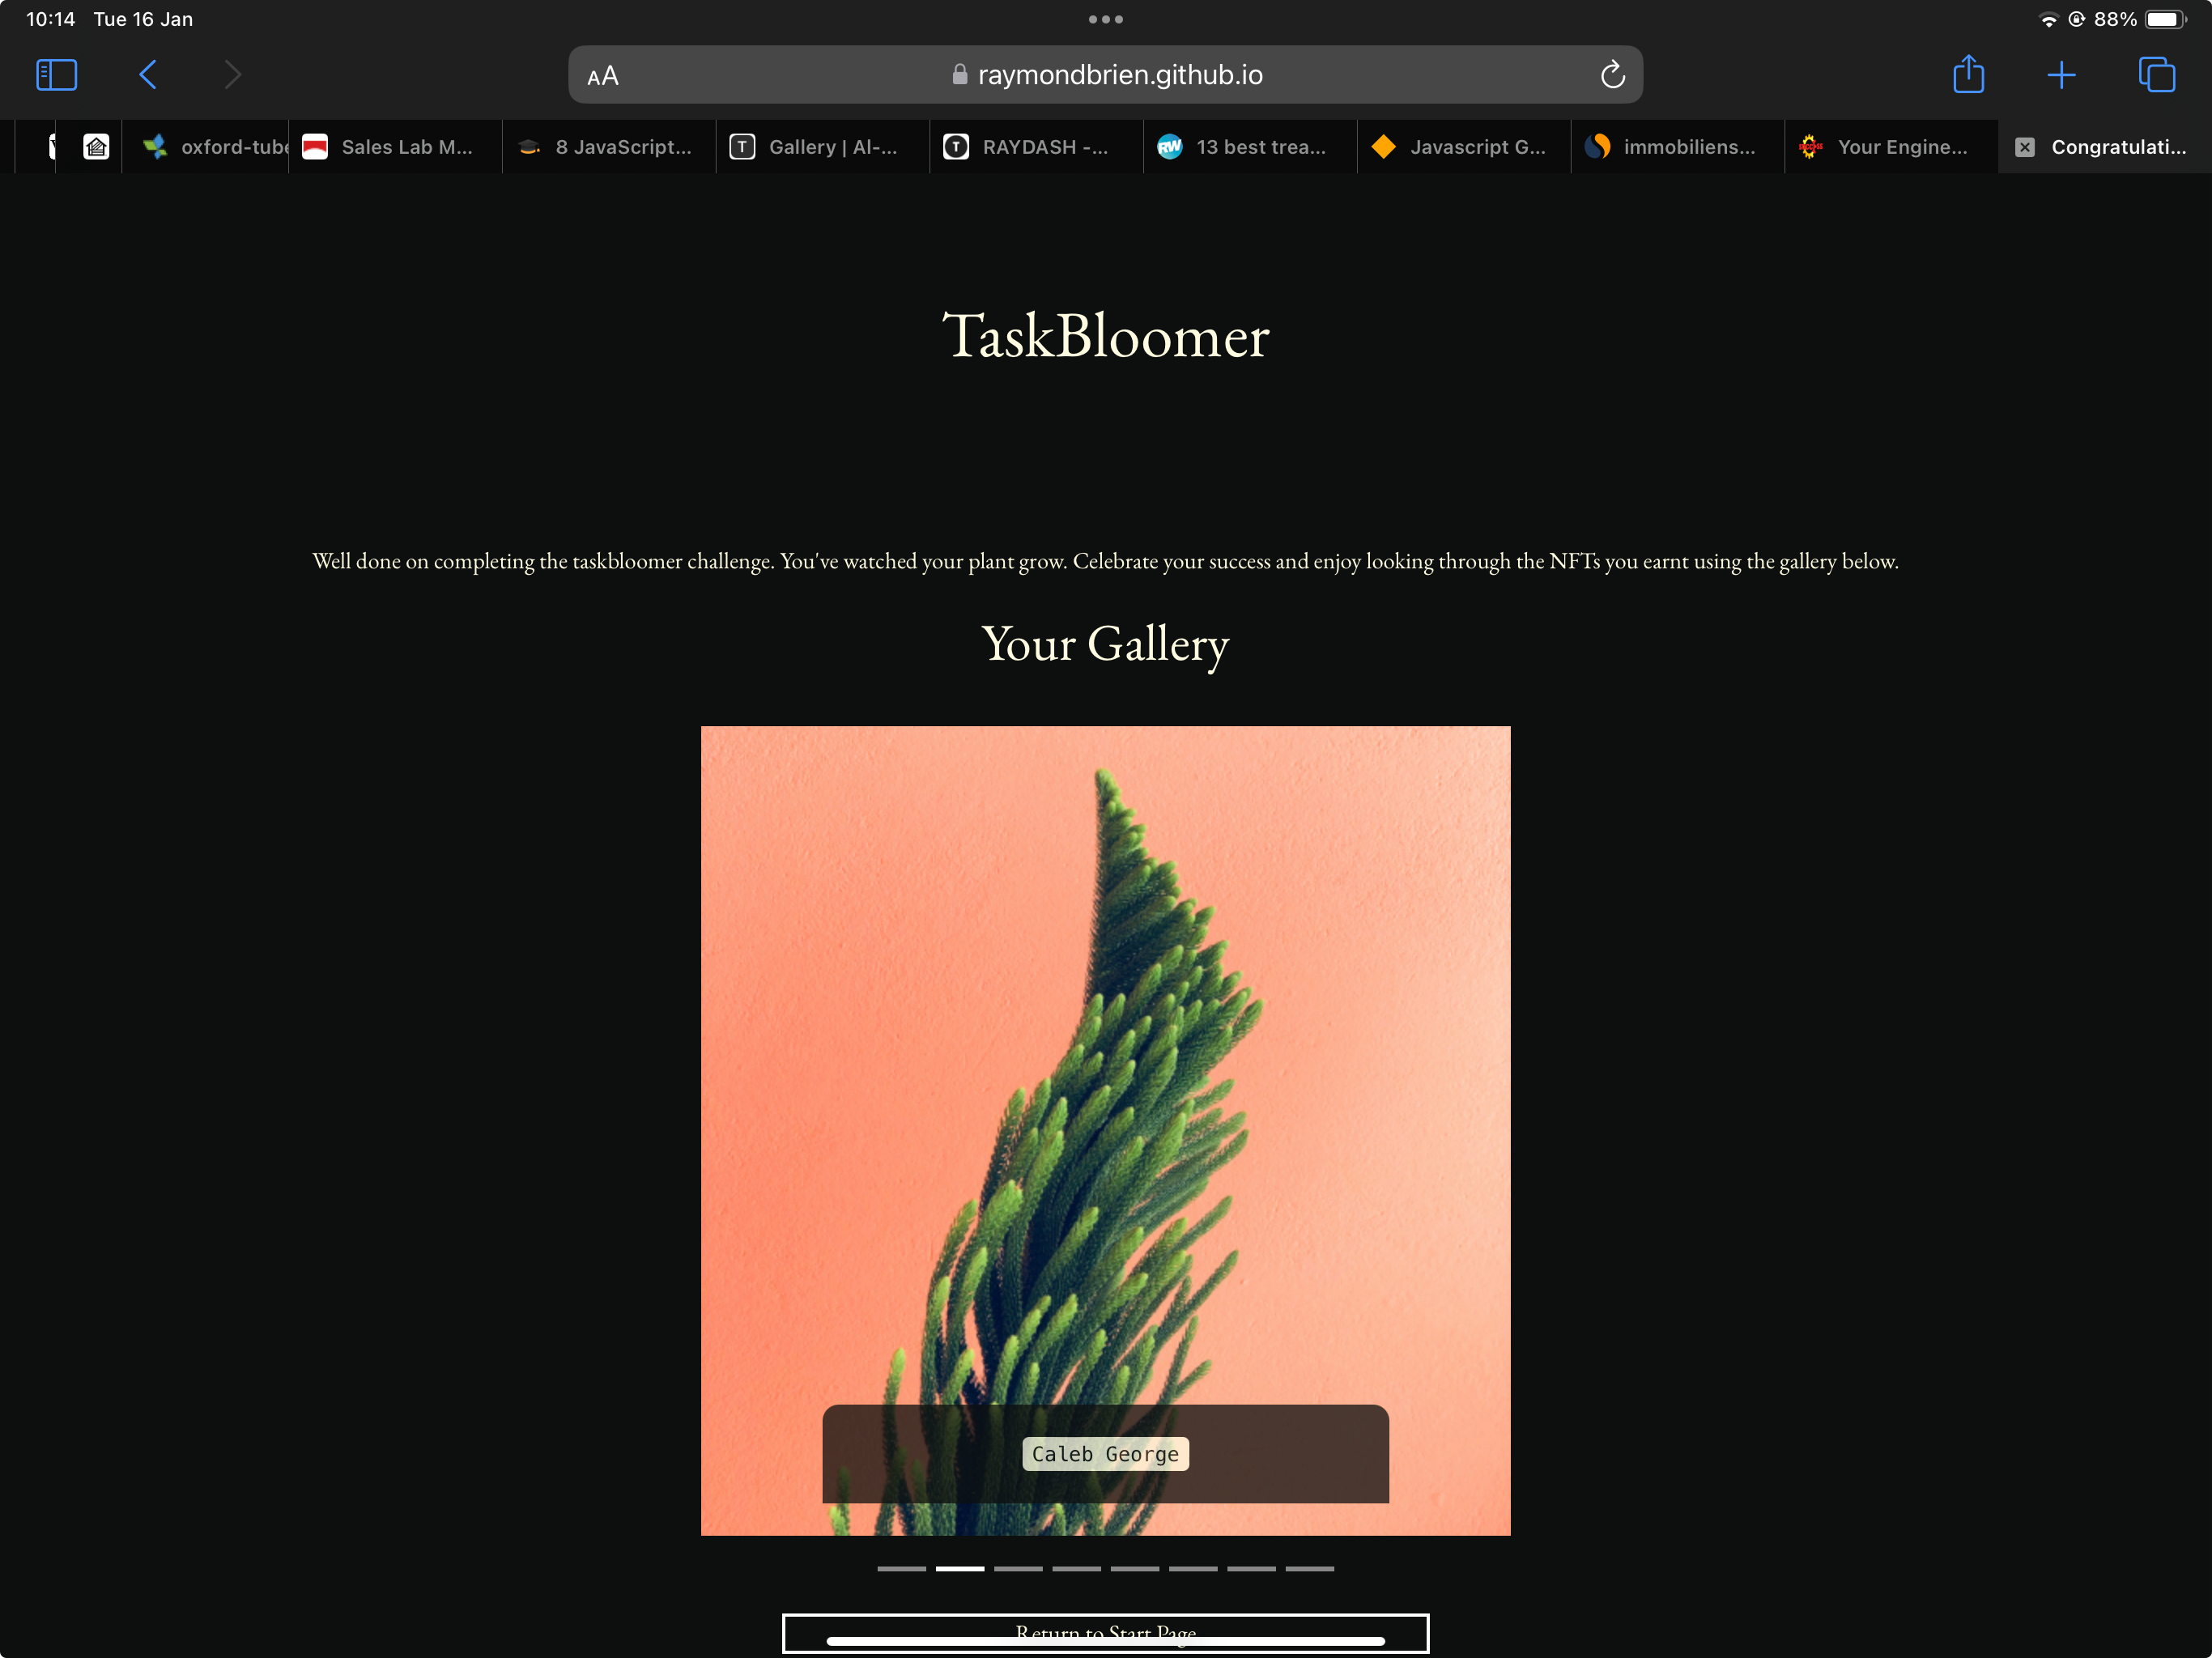 10:14 Tue 16 Jan
88%
AA raymondbrien.github.io
oxford-tube Sales Lab M... 8 JavaScript... T Gallery | AI-... T RAYDASH -... RW 13 best trea... Javascript G... immobiliens... Your Engine... Congratulati...
TaskBloomer
Well done on completing the taskbloomer challenge. You've watched your plant grow. Celebrate your success and enjoy looking through the NFTs you earnt using the gallery below.
Your Gallery
Caleb George
Return to Start Page